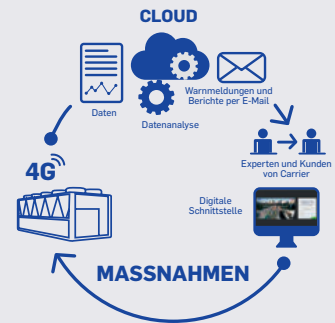 CLOUD
Daten
Datenanalyse
Warnmeldungen und
Berichte per E-Mail
Experten und Kunden
von Carrier
4G
Digitale
Schnittstelle
MASSNAHMEN